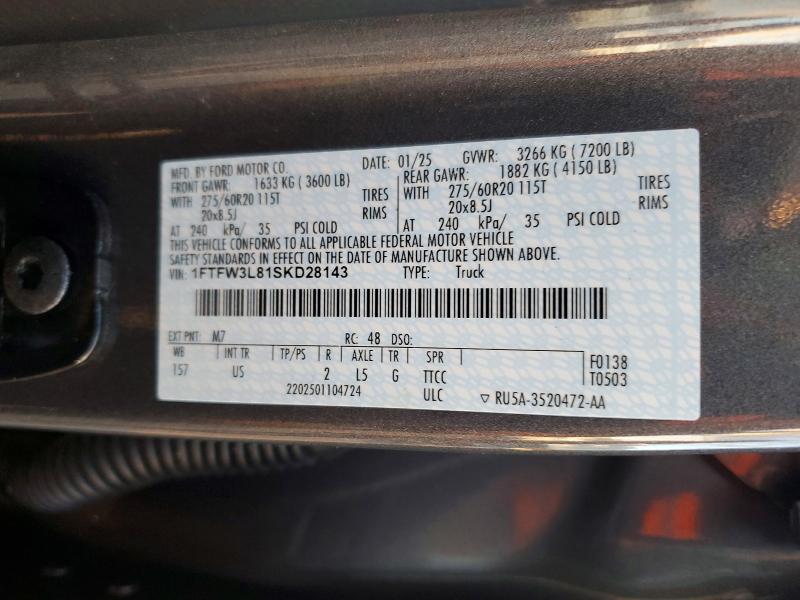 MFD. BY FORD MOTOR CO. DATE: 01/25 GVWR: 3266 KG ( 7200 LB)
FRONT GAWR: 1633 KG ( 3600 LB) REAR GAWR: 1882 KG ( 4150 LB)
WITH 275/60R20 115T TIRES WITH 275/60R20 115T TIRES
20x8.5J RIMS 20x8.5J RIMS
AT 240 kPa/ 35 PSI COLD AT 240 kPa/ 35 PSI COLD
THIS VEHICLE CONFORMS TO ALL APPLICABLE FEDERAL MOTOR VEHICLE
SAFETY STANDARDS IN EFFECT ON THE DATE OF MANUFACTURE SHOWN ABOVE.
VIN: 1FTFW3L81SKD28143 TYPE: Truck
EXT PNT: M7 RC: 48 DSO:
WB INT TR TP/PS R AXLE TR SPR F0138
157 US 2 L5 G TTCC T0503
2202501104724 ULC ▽ RU5A-3520472-AA